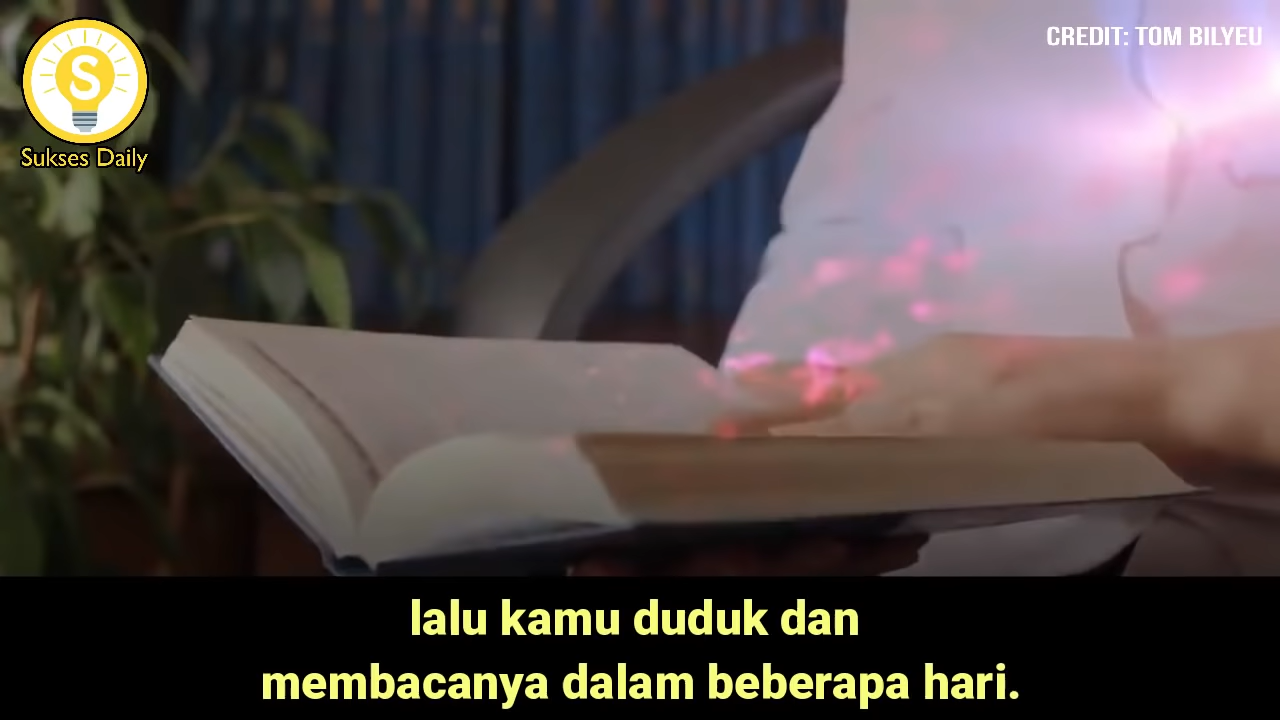 S
Sukses Daily
CREDIT: TOM BILYEU
lalu kamu duduk dan
membacanya dalam beberapa hari.